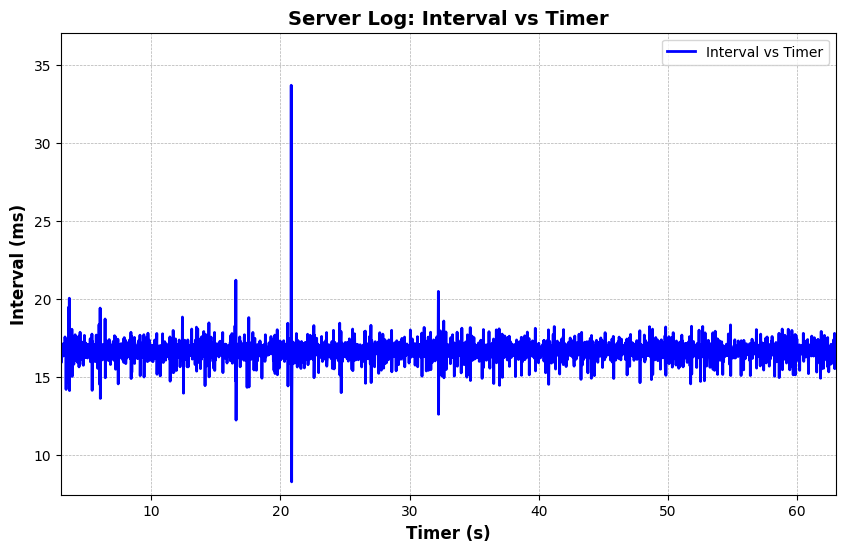 Server Log: Interval vs Timer
Interval vs Timer
35
30
25
20
15
10
Interval (ms)
10 20 30 40 50 60
Timer (s)